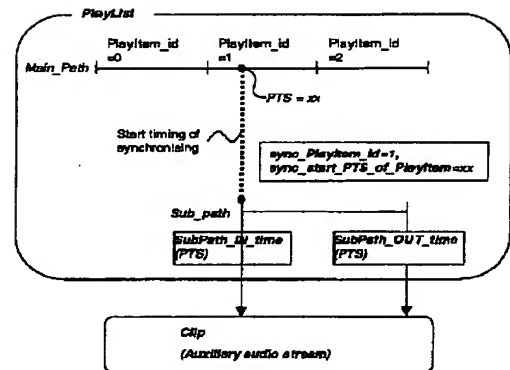 PlayList
PlayItem_id
=0
PlayItem_id
=1
PlayItem_id
=2
Main_Path
PTS = xx
Start timing of
synchronising
sync_PlayItem_id=1,
sync_start_PTS_of_PlayItem=xx
Sub_path
SubPath_IN_time
(PTS)
SubPath_OUT_time
(PTS)
Clip
(Auxiliary audio stream)